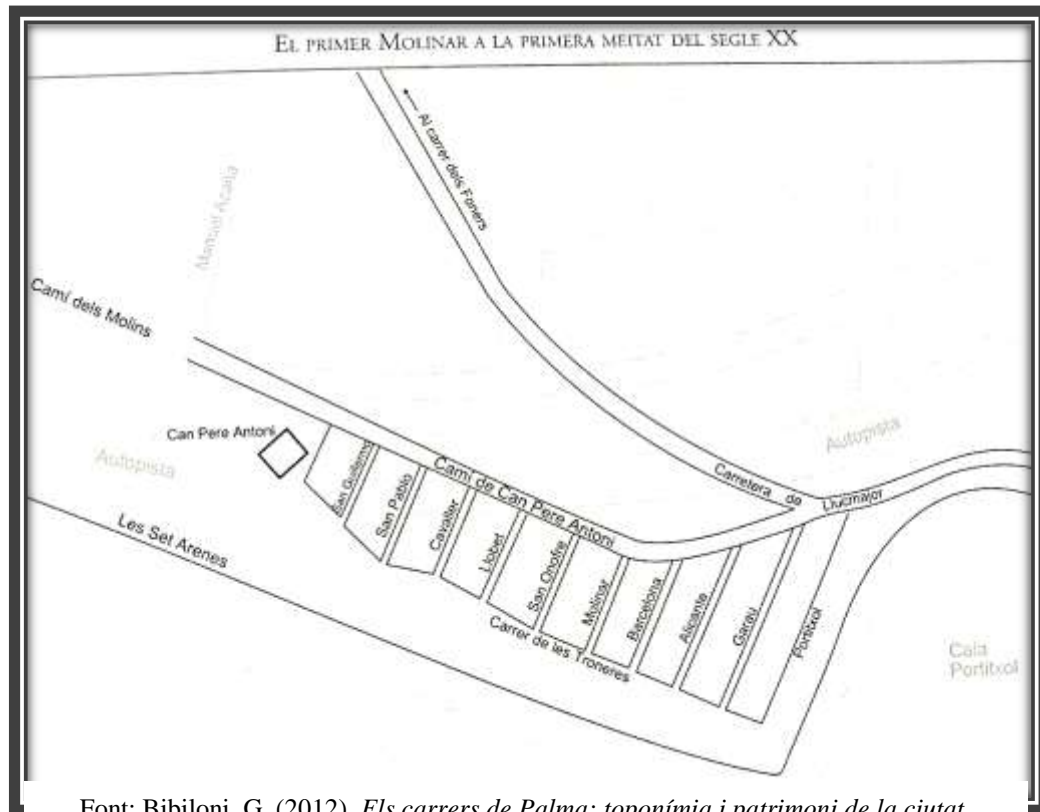 EL PRIMER MOLINAR A LA PRIMERA MEITAT DEL SEGLE XX
Al carrer dels Foners
Manuel Azaña
Camí dels Molins
Can Pere Antoni
Autopista
Autopista
Camí de Can Pere Antoni
Carretera de Llucmajor
Les Set Arenes
San Guillermo
San Pablo
Cavaller
Llobet
San Onofre
Molinar
Barcelona
Alicante
Garau
Portitxol
Carrer de les Troneres
Cala
Portitxol
Font: Bibiloni, G. (2012). Els carrers de Palma: toponímia i patrimoni de la ciutat